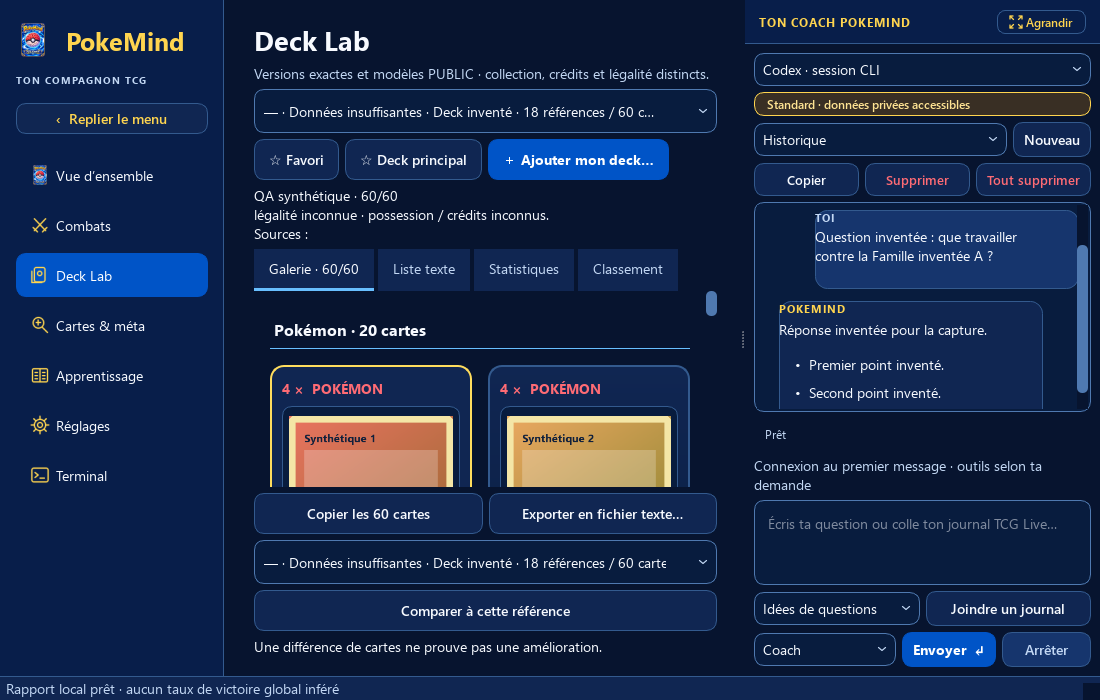 PokeMind
TON COMPAGNON TCG
‹ Replier le menu
Vue d'ensemble
Combats
Deck Lab
Cartes & méta
Apprentissage
Réglages
Terminal
Deck Lab
Versions exactes et modèles PUBLIC · collection, crédits et légalité distincts.
— · Données insuffisantes · Deck inventé · 18 références / 60 c...
☆ Favori
☆ Deck principal
+ Ajouter mon deck...
QA synthétique · 60/60
légalité inconnue · possession / crédits inconnus.
Sources :
Galerie · 60/60
Liste texte
Statistiques
Classement
Pokémon · 20 cartes
4 × POKÉMON
4 × POKÉMON
Synthétique 1
Synthétique 2
Copier les 60 cartes
Exporter en fichier texte...
— · Données insuffisantes · Deck inventé · 18 références / 60 carte
Comparer à cette référence
Une différence de cartes ne prouve pas une amélioration.
TON COACH POKEMIND
Agrandir
Codex · session CLI
Standard · données privées accessibles
Historique
Nouveau
Copier
Supprimer
Tout supprimer
TOI
Question inventée : que travailler
contre la Famille inventée A ?
POKEMIND
Réponse inventée pour la capture.
• Premier point inventé.
• Second point inventé.
Prêt
Connexion au premier message · outils selon ta
demande
Écris ta question ou colle ton journal TCG Live...
Idées de questions
Joindre un journal
Coach
Envoyer ↲
Arrêter
Rapport local prêt · aucun taux de victoire global inféré